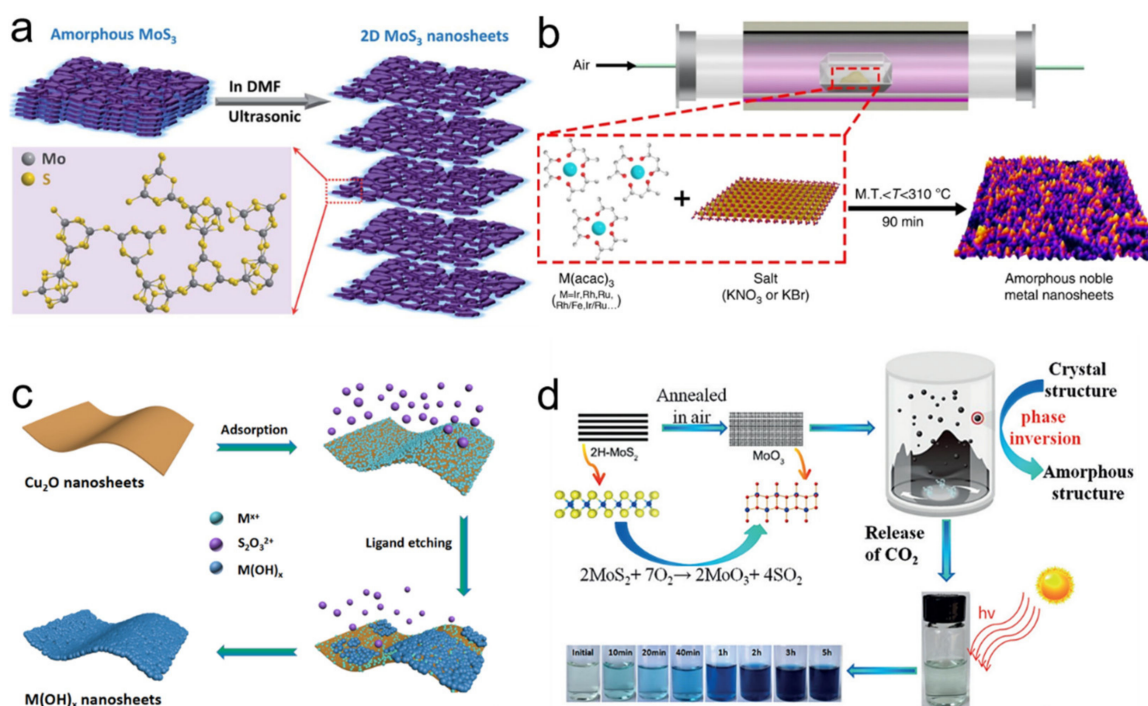 a
Amorphous MoS₃
2D MoS₃ nanosheets
In DMF
Ultrasonic
Mo
S
b
Air
M(acac)₃
(M=Ir,Rh,Ru,
Rh/Fe,Ir/Ru...)
+
Salt
(KNO₃ or KBr)
M.T.<T<310 °C
90 min
Amorphous noble
metal nanosheets
c
Cu₂O nanosheets
Adsorption
Mˣ⁺
S₂O₃²⁺
M(OH)ₓ
Ligand etching
M(OH)ₓ nanosheets
d
2H-MoS₂
Annealed
in air
MoO₃
2MoS₂+ 7O₂→ 2MoO₃+ 4SO₂
Crystal
structure
phase
inversion
Amorphous
structure
Release
of CO₂
hν
Initial 10min 20min 40min 1h 2h 3h 5h